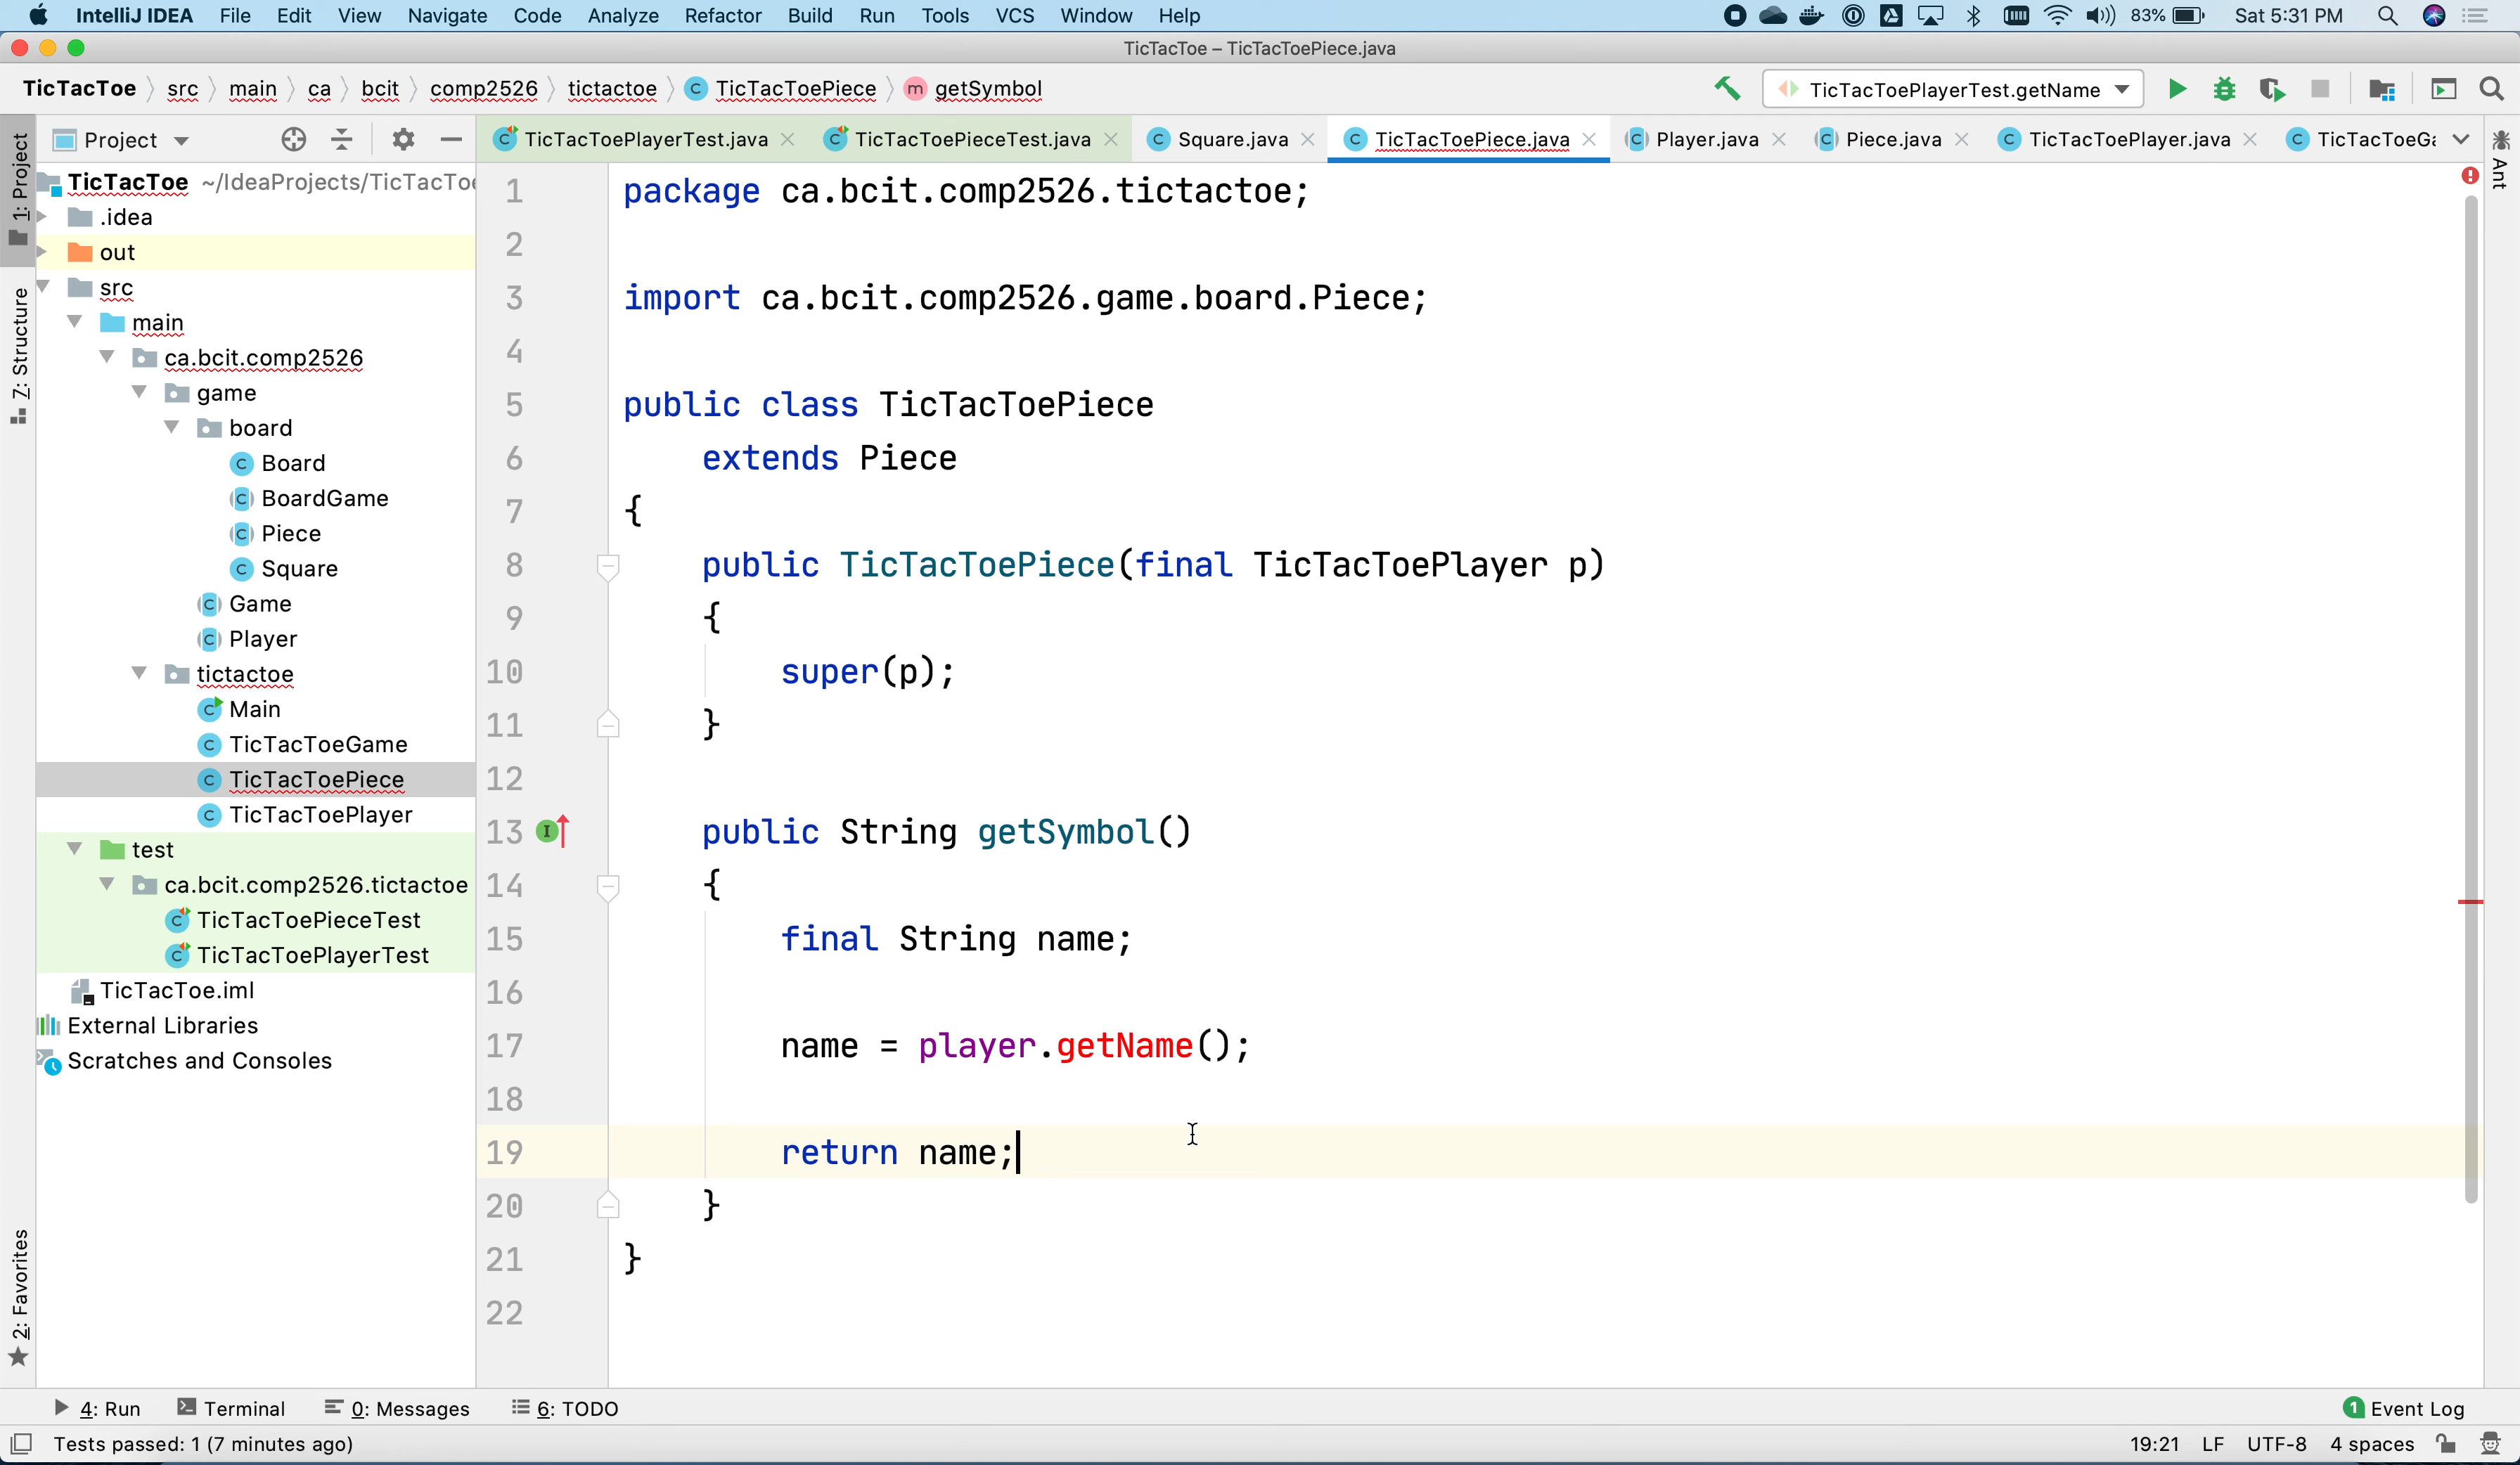 IntelliJ IDEA File Edit View Navigate Code Analyze Refactor Build Run Tools VCS Window Help 83% Sat 5:31 PM
TicTacToe – TicTacToePiece.java
TicTacToe src main ca bcit comp2526 tictactoe TicTacToePiece getSymbol TicTacToePlayerTest.getName
Project TicTacToePlayerTest.java TicTacToePieceTest.java Square.java TicTacToePiece.java Player.java Piece.java TicTacToePlayer.java TicTacToeGa
1: Project
7: Structure
2: Favorites
Ant
TicTacToe ~/IdeaProjects/TicTacToe
.idea
out
src
main
ca.bcit.comp2526
game
board
Board
BoardGame
Piece
Square
Game
Player
tictactoe
Main
TicTacToeGame
TicTacToePiece
TicTacToePlayer
test
ca.bcit.comp2526.tictactoe
TicTacToePieceTest
TicTacToePlayerTest
TicTacToe.iml
External Libraries
Scratches and Consoles
1 package ca.bcit.comp2526.tictactoe;
2
3 import ca.bcit.comp2526.game.board.Piece;
4
5 public class TicTacToePiece
6 extends Piece
7 {
8 public TicTacToePiece(final TicTacToePlayer p)
9 {
10 super(p);
11 }
12
13 public String getSymbol()
14 {
15 final String name;
16
17 name = player.getName();
18
19 return name;
20 }
21 }
22
4: Run Terminal 0: Messages 6: TODO 1 Event Log
Tests passed: 1 (7 minutes ago) 19:21 LF UTF-8 4 spaces